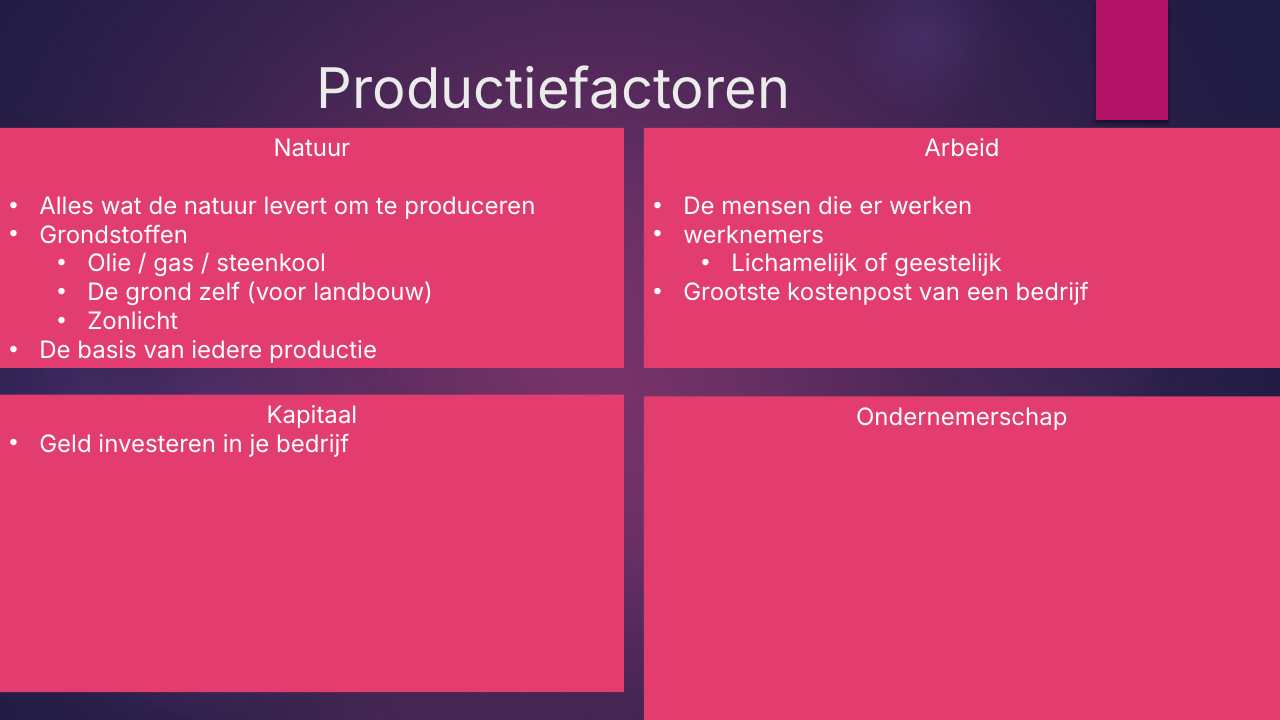 Productiefactoren
Natuur
• Alles wat de natuur levert om te produceren
• Grondstoffen
• Olie / gas / steenkool
• De grond zelf (voor landbouw)
• Zonlicht
• De basis van iedere productie
Arbeid
• De mensen die er werken
• werknemers
• Lichamelijk of geestelijk
• Grootste kostenpost van een bedrijf
Kapitaal
• Geld investeren in je bedrijf
Ondernemerschap